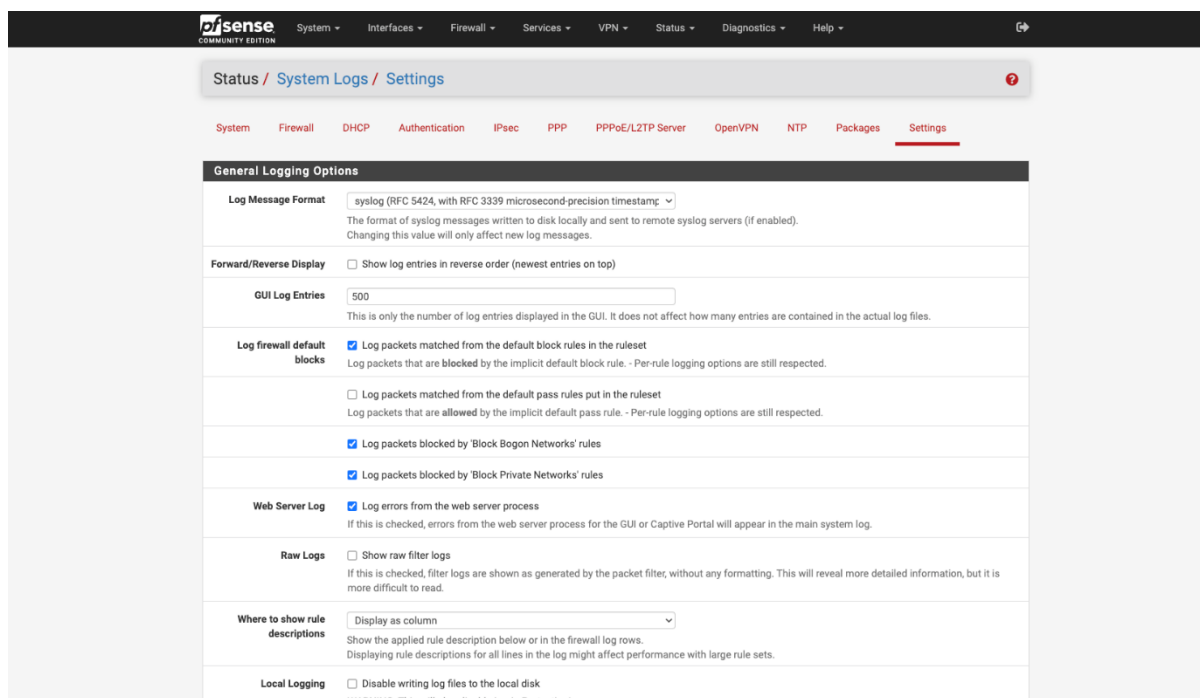 pfsense
COMMUNITY EDITION
System Interfaces Firewall Services VPN Status Diagnostics Help
Status / System Logs / Settings
System Firewall DHCP Authentication IPsec PPP PPPoE/L2TP Server OpenVPN NTP Packages Settings
General Logging Options
Log Message Format
syslog (RFC 5424, with RFC 3339 microsecond-precision timestamp
The format of syslog messages written to disk locally and sent to remote syslog servers (if enabled).
Changing this value will only affect new log messages.
Forward/Reverse Display
Show log entries in reverse order (newest entries on top)
GUI Log Entries
500
This is only the number of log entries displayed in the GUI. It does not affect how many entries are contained in the actual log files.
Log firewall default
blocks
Log packets matched from the default block rules in the ruleset
Log packets that are blocked by the implicit default block rule. - Per-rule logging options are still respected.
Log packets matched from the default pass rules put in the ruleset
Log packets that are allowed by the implicit default pass rule. - Per-rule logging options are still respected.
Log packets blocked by 'Block Bogon Networks' rules
Log packets blocked by 'Block Private Networks' rules
Web Server Log
Log errors from the web server process
If this is checked, errors from the web server process for the GUI or Captive Portal will appear in the main system log.
Raw Logs
Show raw filter logs
If this is checked, filter logs are shown as generated by the packet filter, without any formatting. This will reveal more detailed information, but it is
more difficult to read.
Where to show rule
descriptions
Display as column
Show the applied rule description below or in the firewall log rows.
Displaying rule descriptions for all lines in the log might affect performance with large rule sets.
Local Logging
Disable writing log files to the local disk